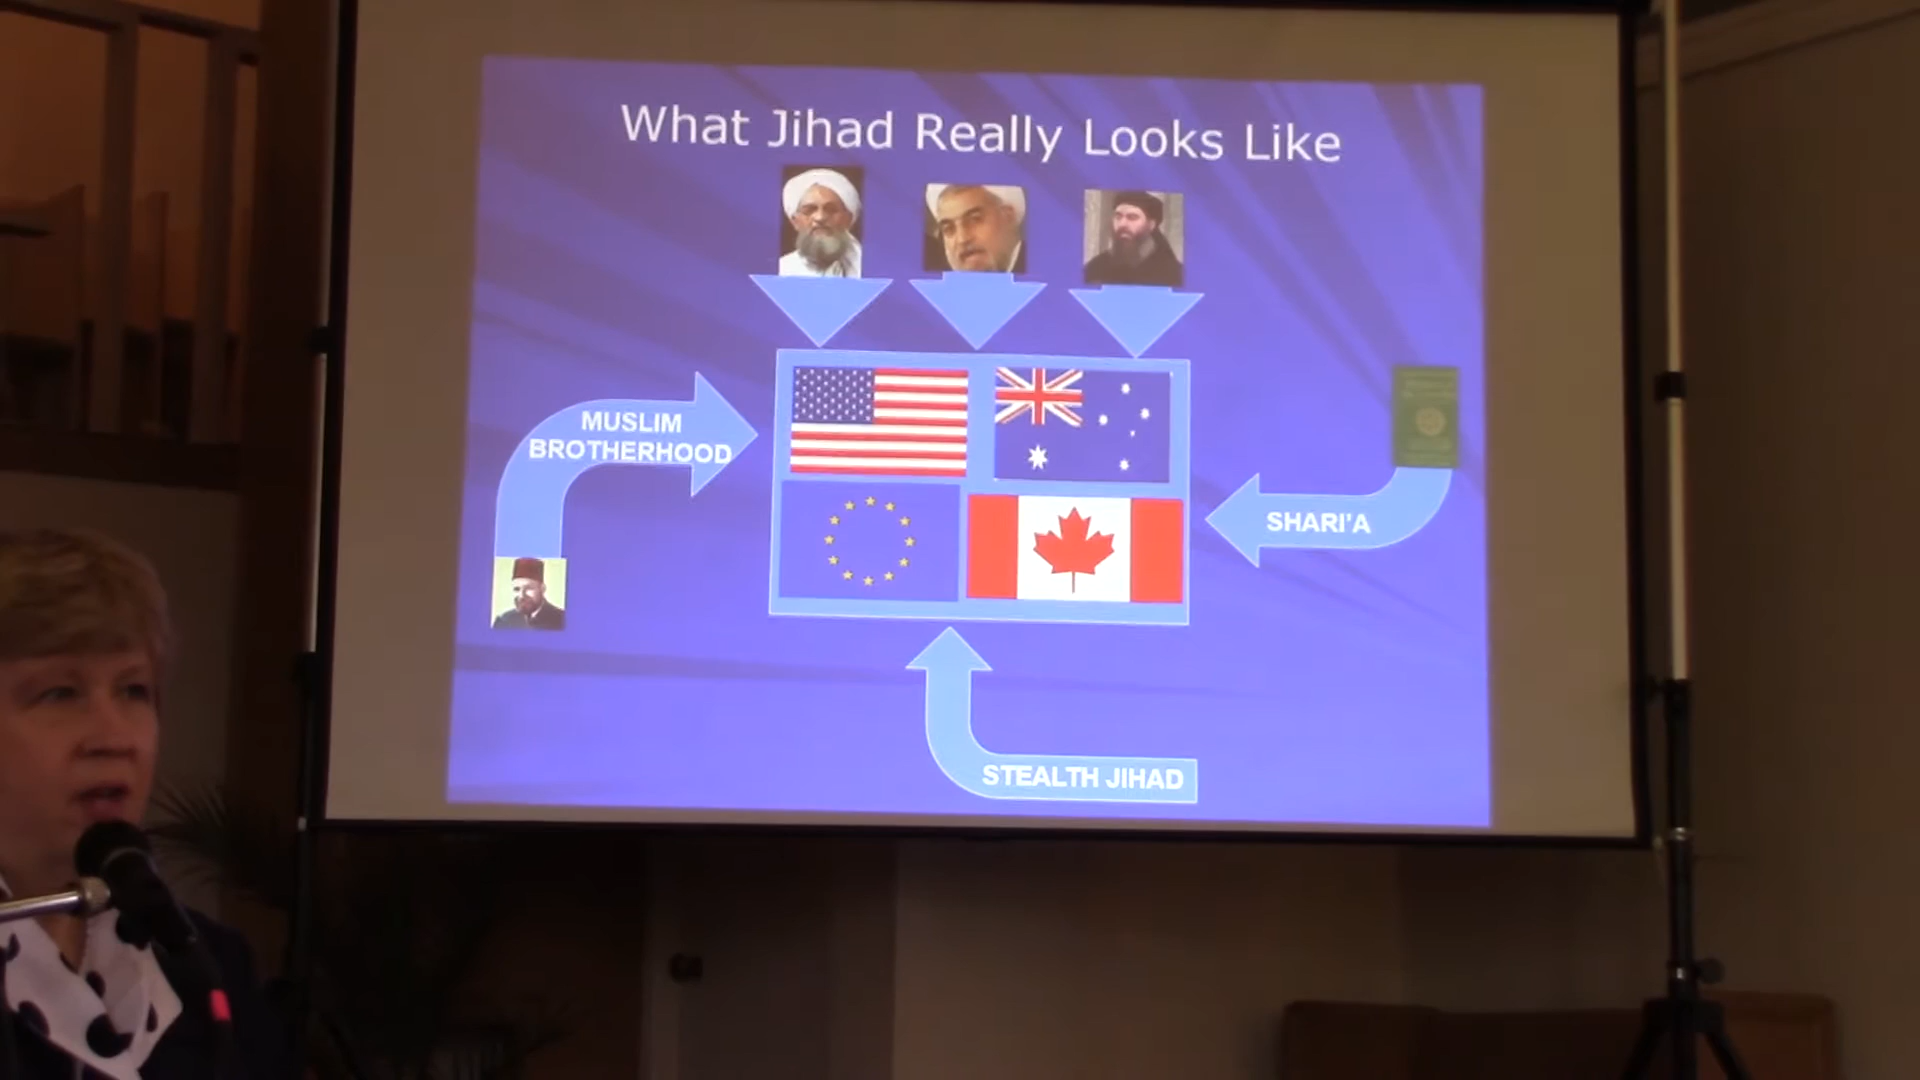 What Jihad Really Looks Like
MUSLIM
BROTHERHOOD
SHARI'A
STEALTH JIHAD